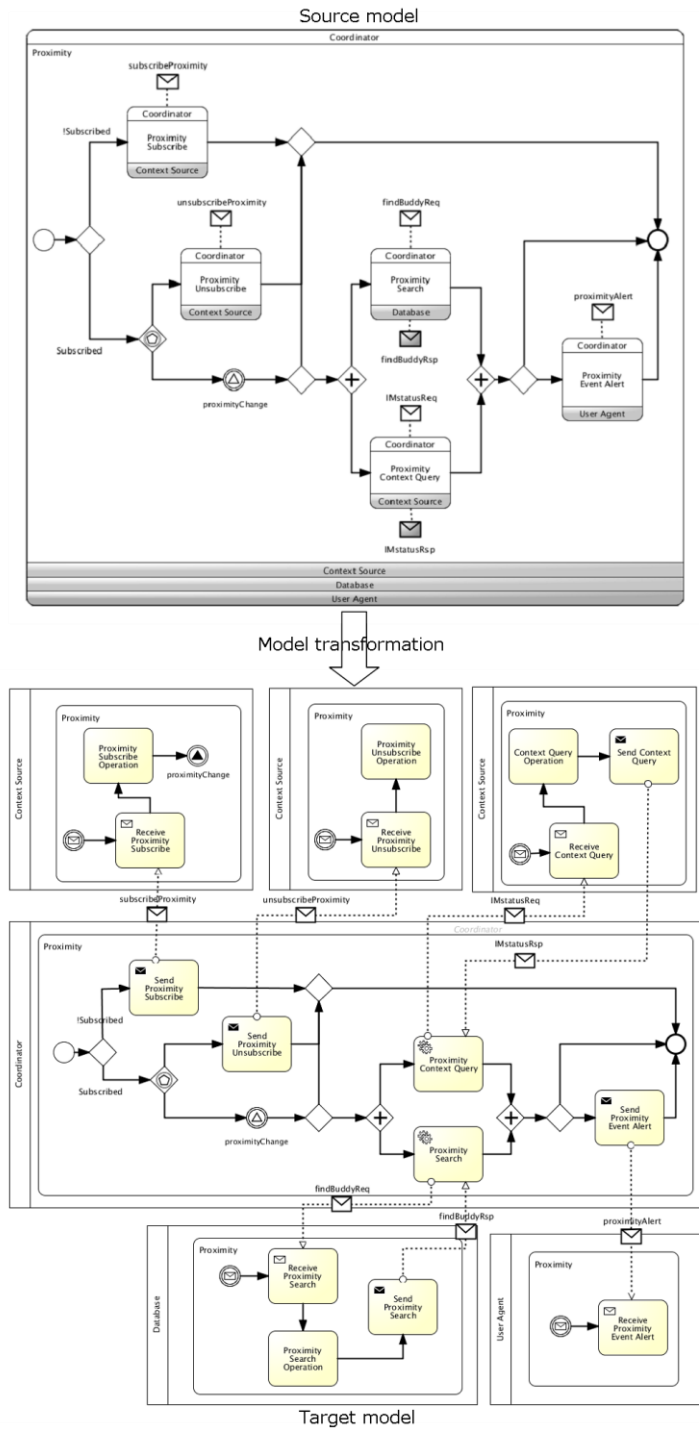 Source model
Coordinator
Proximity
subscribeProximity
Coordinator
Proximity
Subscribe
Context Source
!Subscribed
unsubscribeProximity
Coordinator
Proximity
Unsubscribe
Context Source
findBuddyReq
Coordinator
Proximity
Search
Database
findBuddyRsp
proximityAlert
Coordinator
Proximity
Event Alert
User Agent
Subscribed
proximityChange
IMstatusReq
Coordinator
Proximity
Context Query
Context Source
IMstatusRsp
Context Source
Database
User Agent
Model transformation
Context Source
Proximity
Proximity
Subscribe
Operation
proximityChange
Receive
Proximity
Subscribe
Context Source
Proximity
Proximity
Unsubscribe
Operation
Receive
Proximity
Unsubscribe
Context Source
Proximity
Context Query
Operation
Send Context
Query
Receive
Context Query
subscribeProximity
unsubscribeProximity
IMstatusReq
Coordinator
Coordinator
Proximity
IMstatusRsp
Send
Proximity
Subscribe
!Subscribed
Send
Proximity
Unsubscribe
Proximity
Context Query
Subscribed
proximityChange
Proximity
Search
Send
Proximity
Event Alert
findBuddyReq
findBuddyRsp
proximityAlert
Database
Proximity
Receive
Proximity
Search
Send
Proximity
Search
Proximity
Search
Operation
User Agent
Proximity
Receive
Proximity
Event Alert
Target model